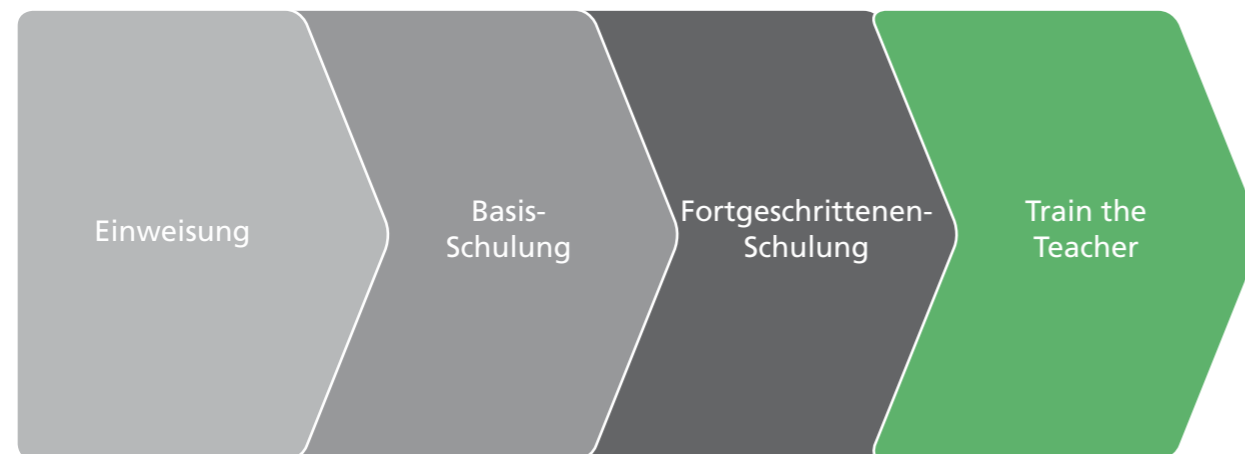 Einweisung
Basis-
Schulung
Fortgeschrittenen-
Schulung
Train the
Teacher